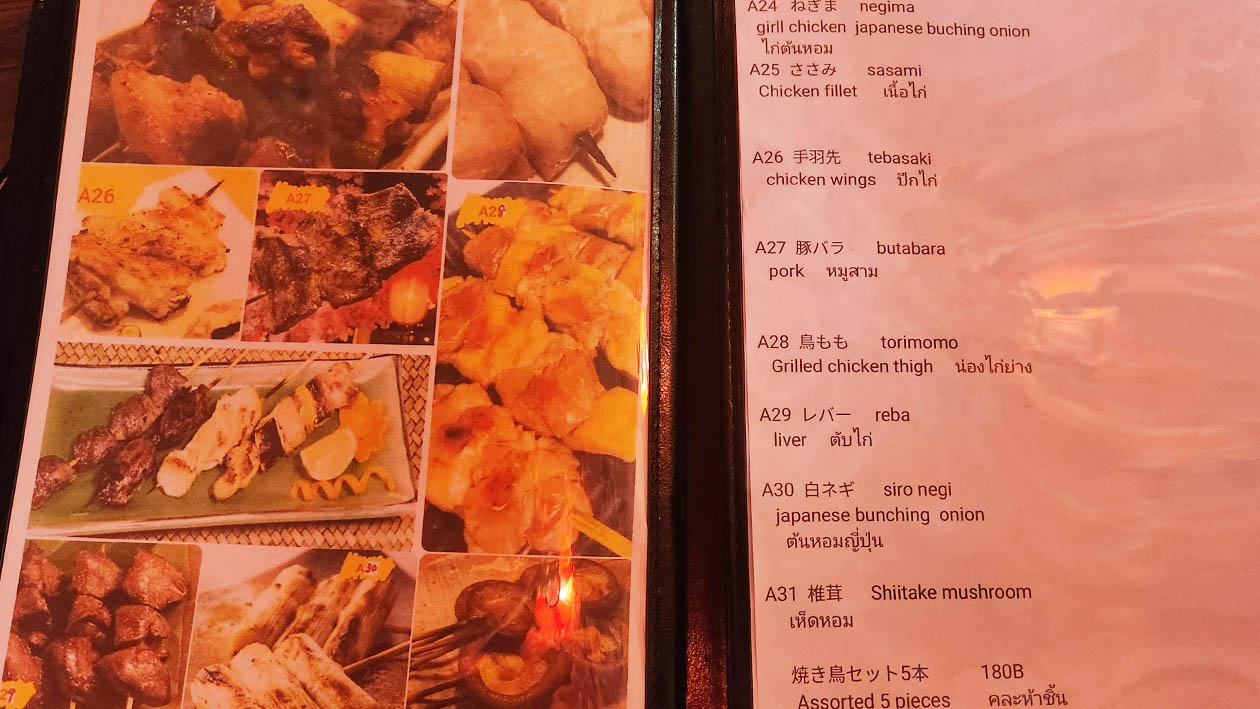 A26
A27
A28
A30
29
A24 ねぎま negima
girll chicken japanese buching onion
ไก่ต้นหอม
A25 ささみ sasami
Chicken fillet เนื้อไก่
A26 手羽先 tebasaki
chicken wings ปีกไก่
A27 豚バラ butabara
pork หมูสาม
A28 鳥もも torimomo
Grilled chicken thigh น่องไก่ย่าง
A29 レバー reba
liver ตับไก่
A30 白ネギ siro negi
japanese bunching onion
ต้นหอมญี่ปุ่น
A31 椎茸 Shiitake mushroom
เห็ดหอม
焼き鳥セット5本 180B
Assorted 5 pieces คละห้าชิ้น